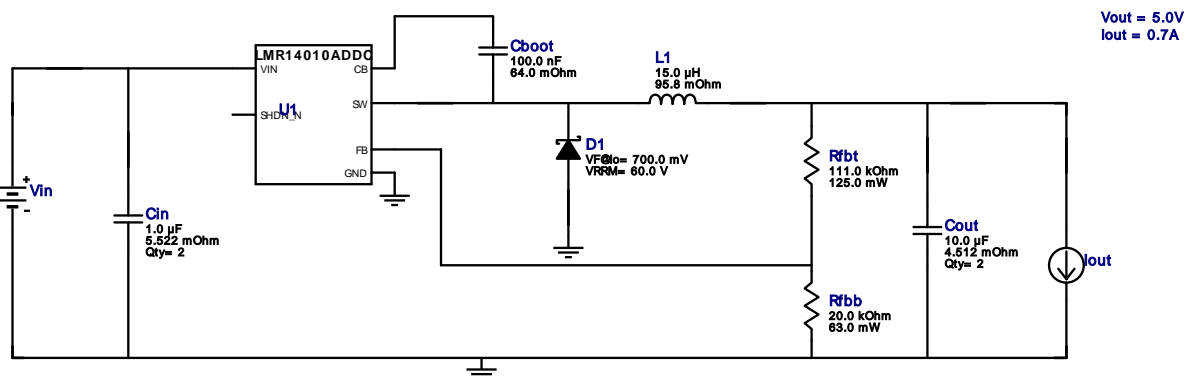 Vout = 5.0V
Iout = 0.7A
LMR14010ADDC
VIN
CB
SW
SHDN_N
U1
FB
GND
Cboot
100.0 nF
64.0 mOhm
L1
15.0 µH
95.8 mOhm
D1
= 700.0 mV
VRRM= 60.0 V
Vin
+
-
Cin
1.0 µF
5.522 mOhm
Qty= 2
Rfbt
111.0 kOhm
125.0 mW
Cout
10.0 µF
4.512 mOhm
Qty= 2
Iout
Rfbb
20.0 kOhm
63.0 mW